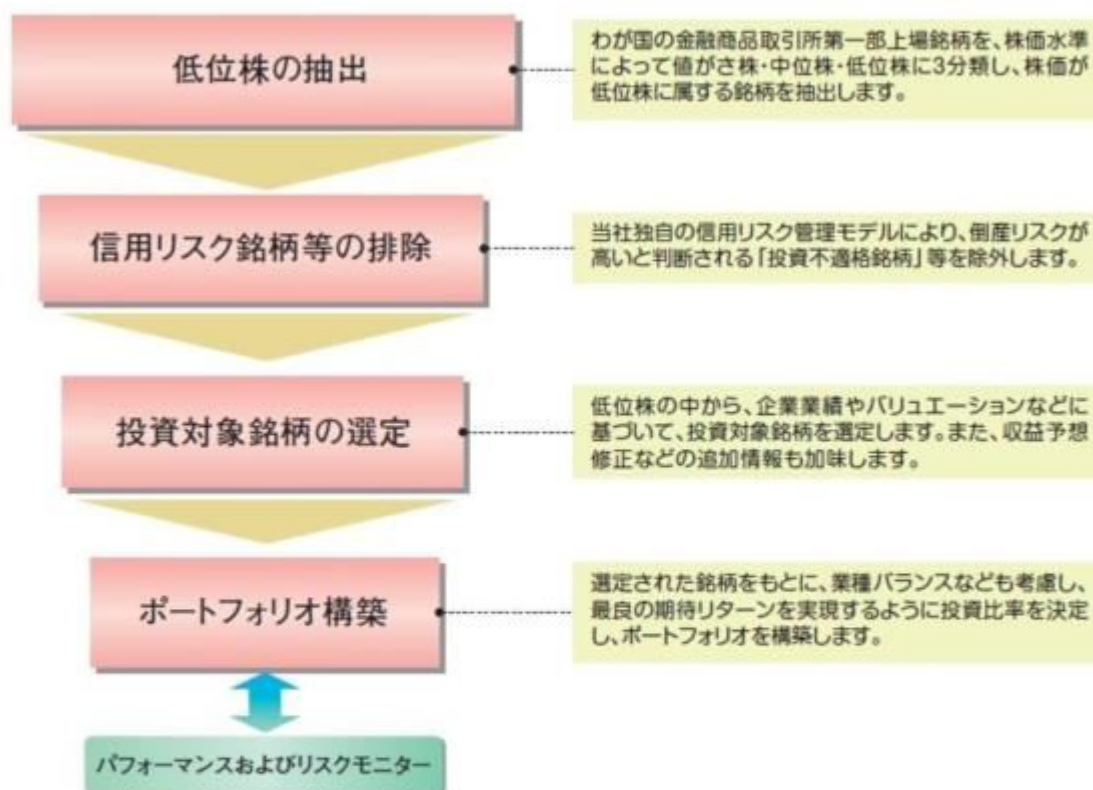 低位株の抽出
わが国の金融商品取引所第一部上場銘柄を、株価水準
によって値がさ株・中位株・低位株に3分類し、株価が
低位株に属する銘柄を抽出します。
信用リスク銘柄等の排除
当社独自の信用リスク管理モデルにより、倒産リスクが
高いと判断される「投資不適格銘柄」等を除外します。
投資対象銘柄の選定
低位株の中から、企業業績やバリュエーションなどに
基づいて、投資対象銘柄を選定します。また、収益予想
修正などの追加情報も加味します。
ポートフォリオ構築
選定された銘柄をもとに、業種バランスなども考慮し、
最良の期待リターンを実現するように投資比率を決定
し、ポートフォリオを構築します。
パフォーマンスおよびリスクモニター